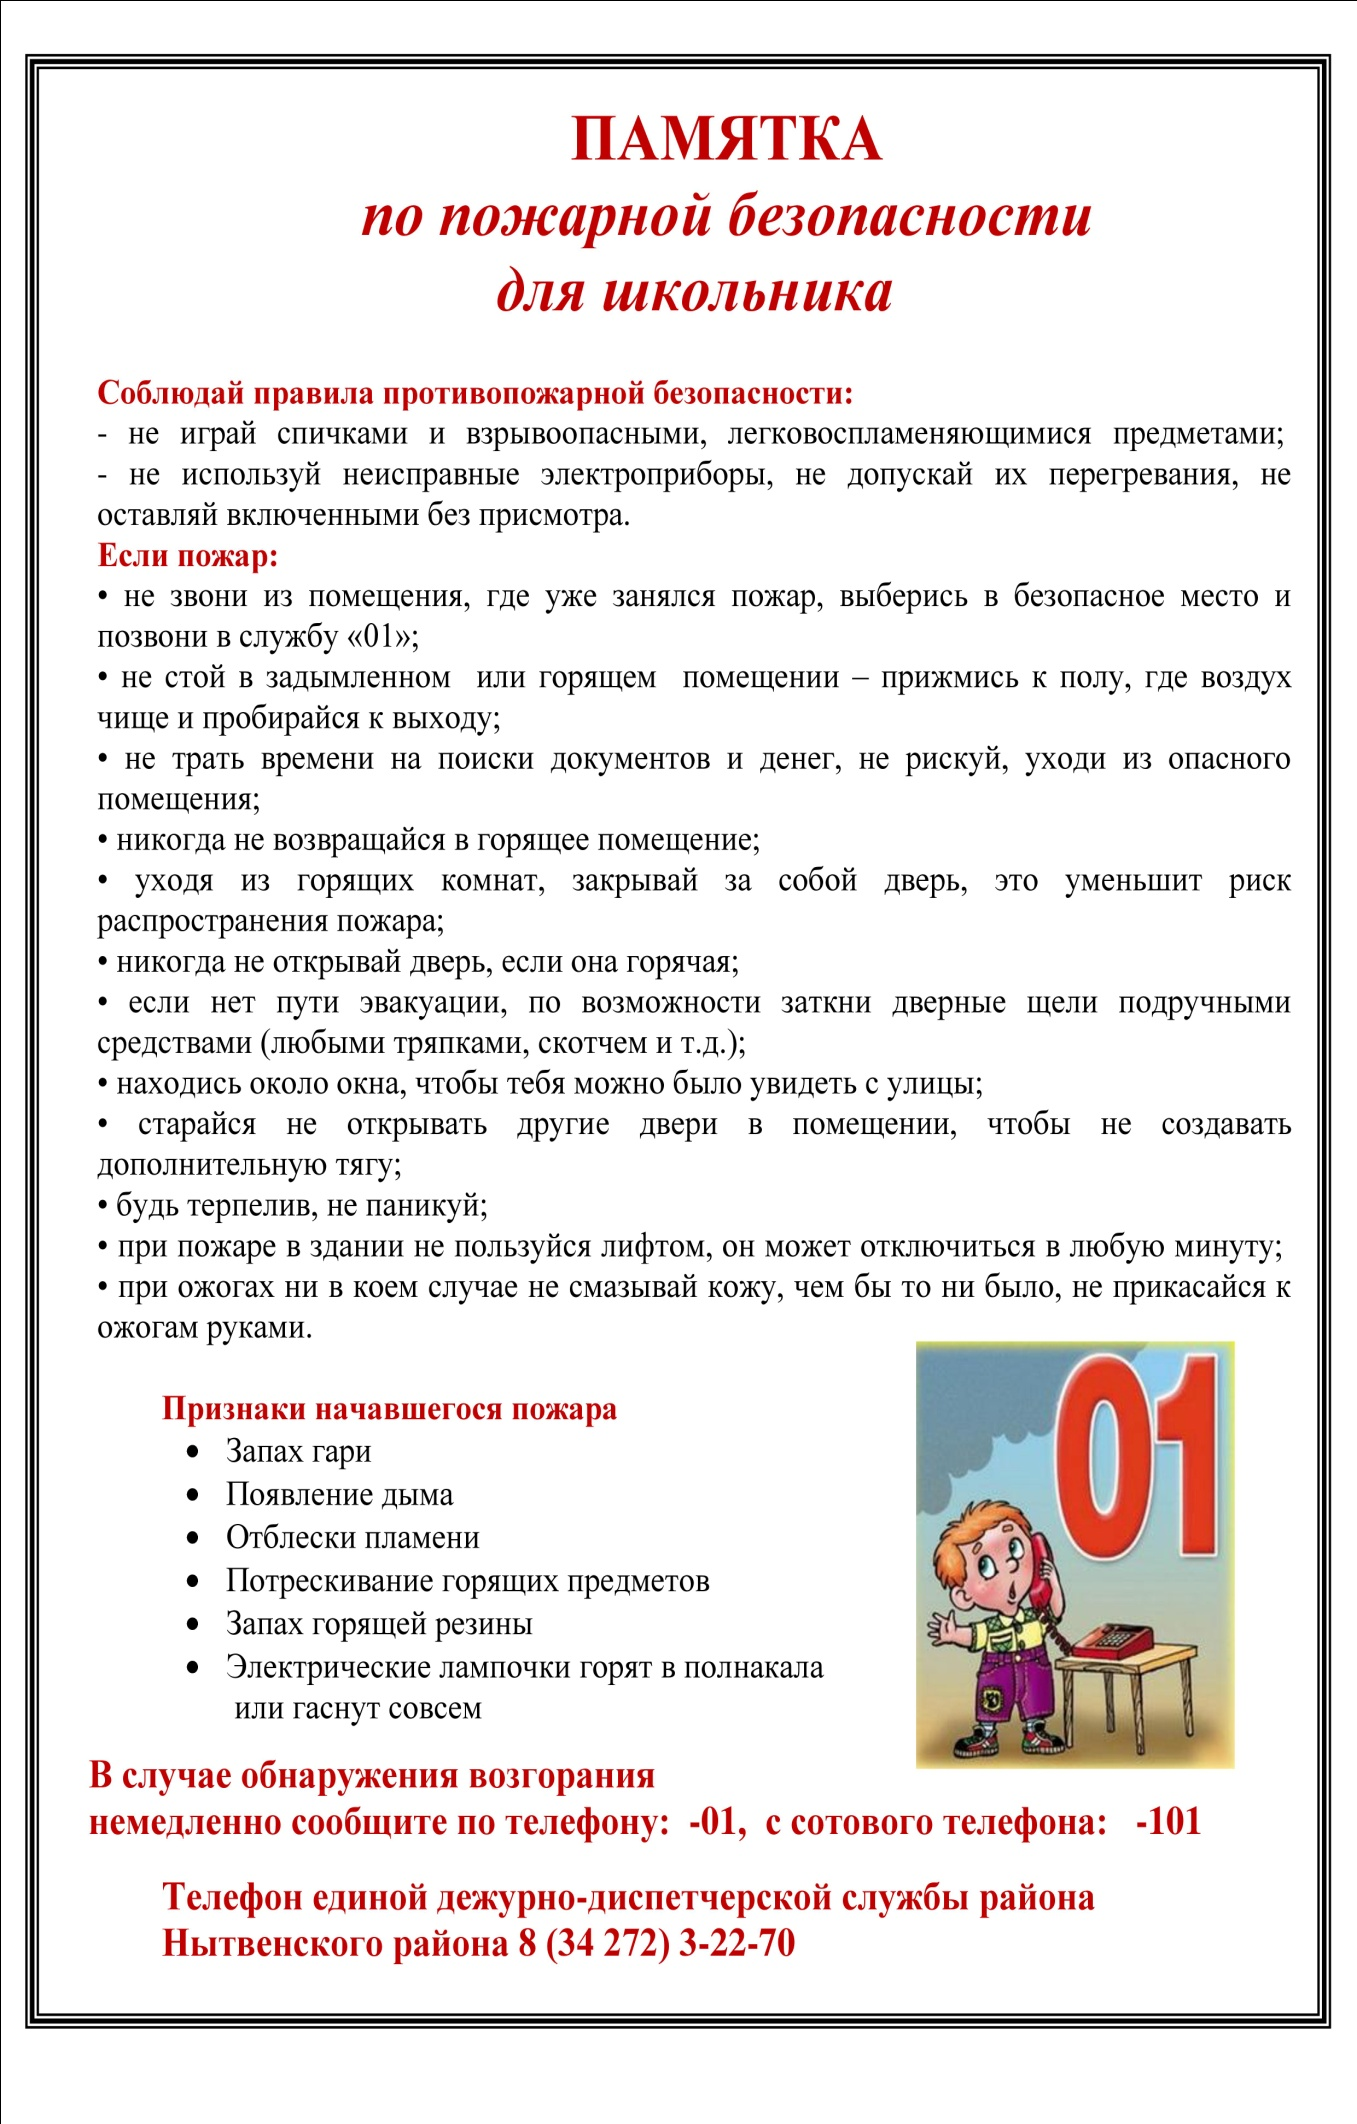 ПАМЯТКА
по пожарной безопасности
для школьника
Соблюдай правила противопожарной безопасности:
- не играй спичками и взрывоопасными, легковоспламеняющимися предметами;
- не используй неисправные электроприборы, не допускай их перегревания, не
оставляй включенными без присмотра.
Если пожар:
• не звони из помещения, где уже занялся пожар, выберись в безопасное место и
позвони в службу «01»;
• не стой в задымленном или горящем помещении – прижмись к полу, где воздух
чище и пробирайся к выходу;
• не трать времени на поиски документов и денег, не рискуй, уходи из опасного
помещения;
• никогда не возвращайся в горящее помещение;
• уходя из горящих комнат, закрывай за собой дверь, это уменьшит риск
распространения пожара;
• никогда не открывай дверь, если она горячая;
• если нет пути эвакуации, по возможности заткни дверные щели подручными
средствами (любыми тряпками, скотчем и т.д.);
• находись около окна, чтобы тебя можно было увидеть с улицы;
• старайся не открывать другие двери в помещении, чтобы не создавать
дополнительную тягу;
• будь терпелив, не паникуй;
• при пожаре в здании не пользуйся лифтом, он может отключиться в любую минуту;
• при ожогах ни в коем случае не смазывай кожу, чем бы то ни было, не прикасайся к
ожогам руками.
01
Признаки начавшегося пожара
• Запах гари
• Появление дыма
• Отблески пламени
• Потрескивание горящих предметов
• Запах горящей резины
• Электрические лампочки горят в полнакала
или гаснут совсем
В случае обнаружения возгорания
немедленно сообщите по телефону: -01, с сотового телефона: -101
Телефон единой дежурно-диспетчерской службы района
Нытвенского района 8 (34 272) 3-22-70